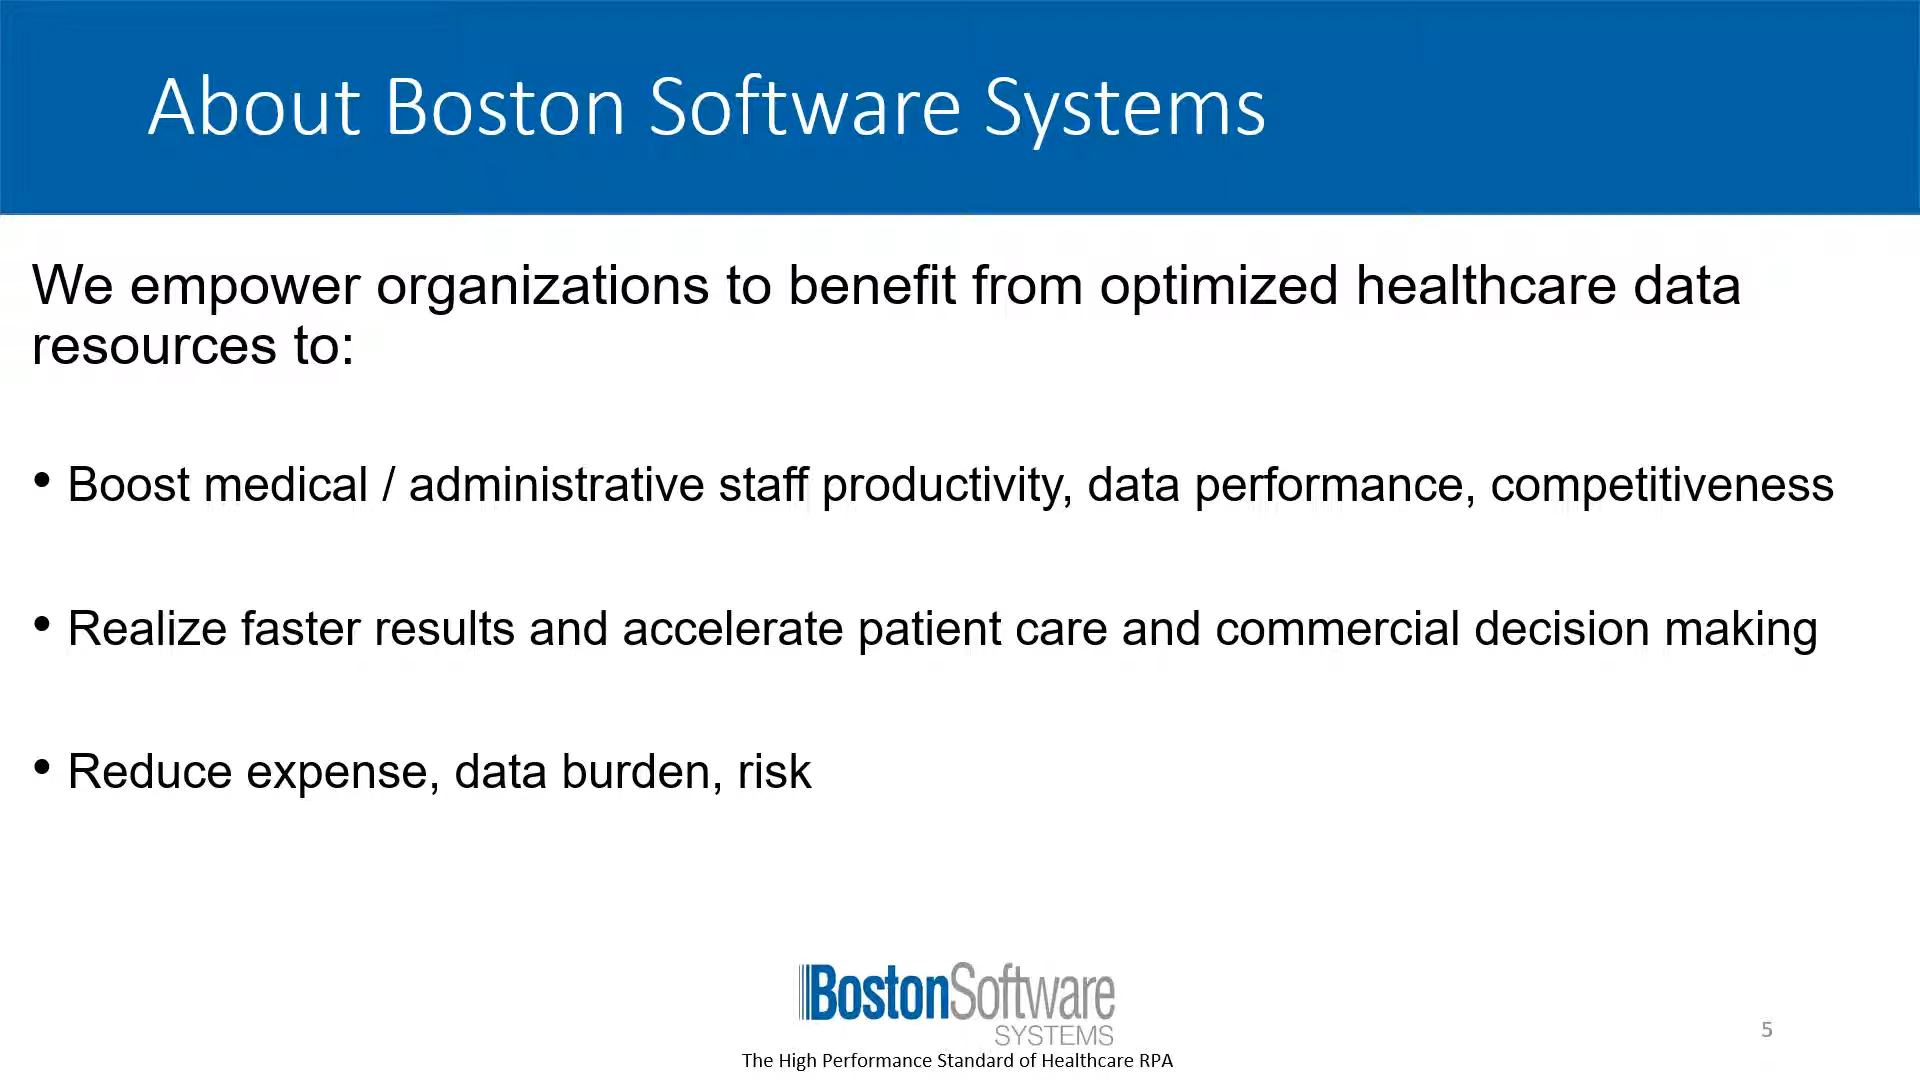 About Boston Software Systems
We empower organizations to benefit from optimized healthcare data
resources to:
• Boost medical / administrative staff productivity, data performance, competitiveness
• Realize faster results and accelerate patient care and commercial decision making
• Reduce expense, data burden, risk
BostonSoftware
SYSTEMS
The High Performance Standard of Healthcare RPA
5